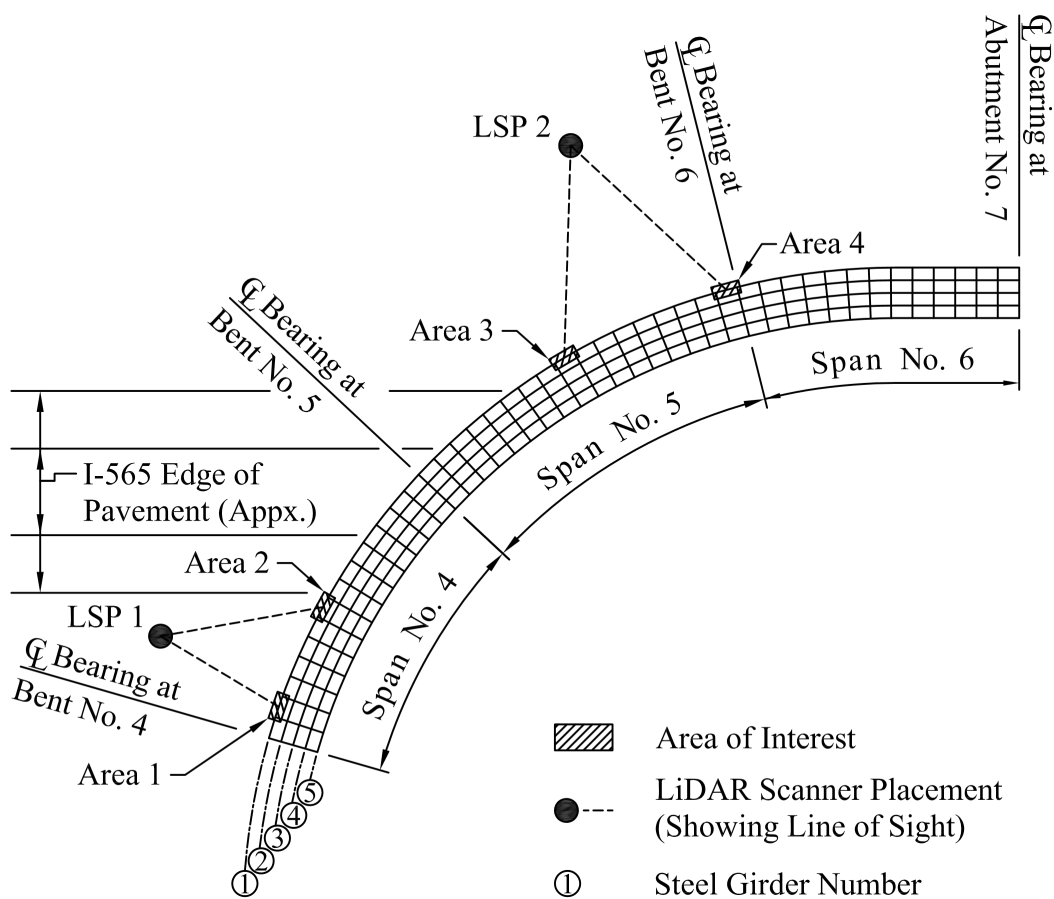 ℄ Bearing at
Abutment No. 7
℄ Bearing at
Bent No. 6
LSP 2
Area 4
℄ Bearing at
Bent No. 5
Area 3
Span No. 6
Span No. 5
I-565 Edge of
Pavement (Appx.)
Area 2
LSP 1
Span No. 4
℄ Bearing at
Bent No. 4
Area 1
5
4
3
2
1
Area of Interest
LiDAR Scanner Placement
(Showing Line of Sight)
1 Steel Girder Number